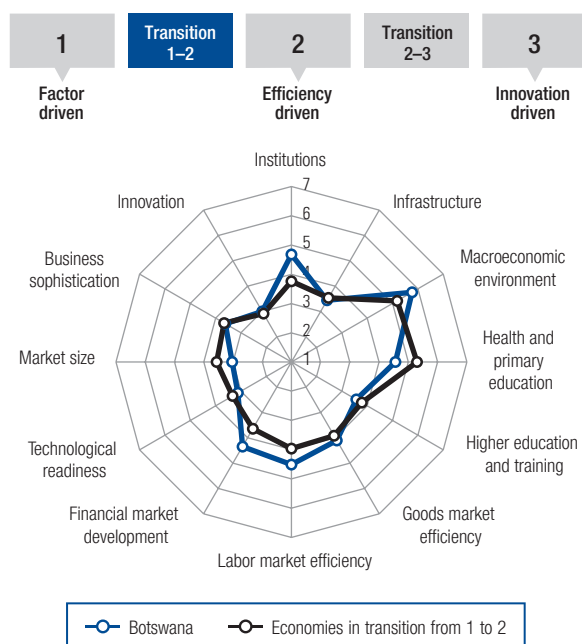 1
Transition
1–2
2
Transition
2–3
3
Factor
driven
Efficiency
driven
Innovation
driven
Institutions
7
6
5
4
3
2
1
Infrastructure
Macroeconomic
environment
Health and
primary
education
Higher education
and training
Goods market
efficiency
Labor market efficiency
Financial market
development
Technological
readiness
Market size
Business
sophistication
Innovation
Botswana
Economies in transition from 1 to 2